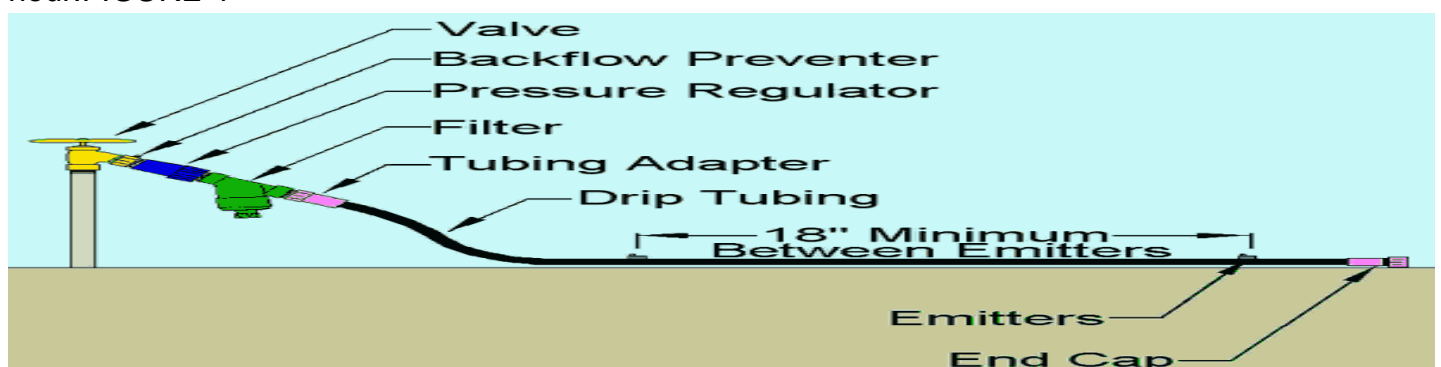 Valve
Backflow Preventer
Pressure Regulator
Filter
Tubing Adapter
Drip Tubing
18" Minimum
Between Emitters
Emitters
End Cap